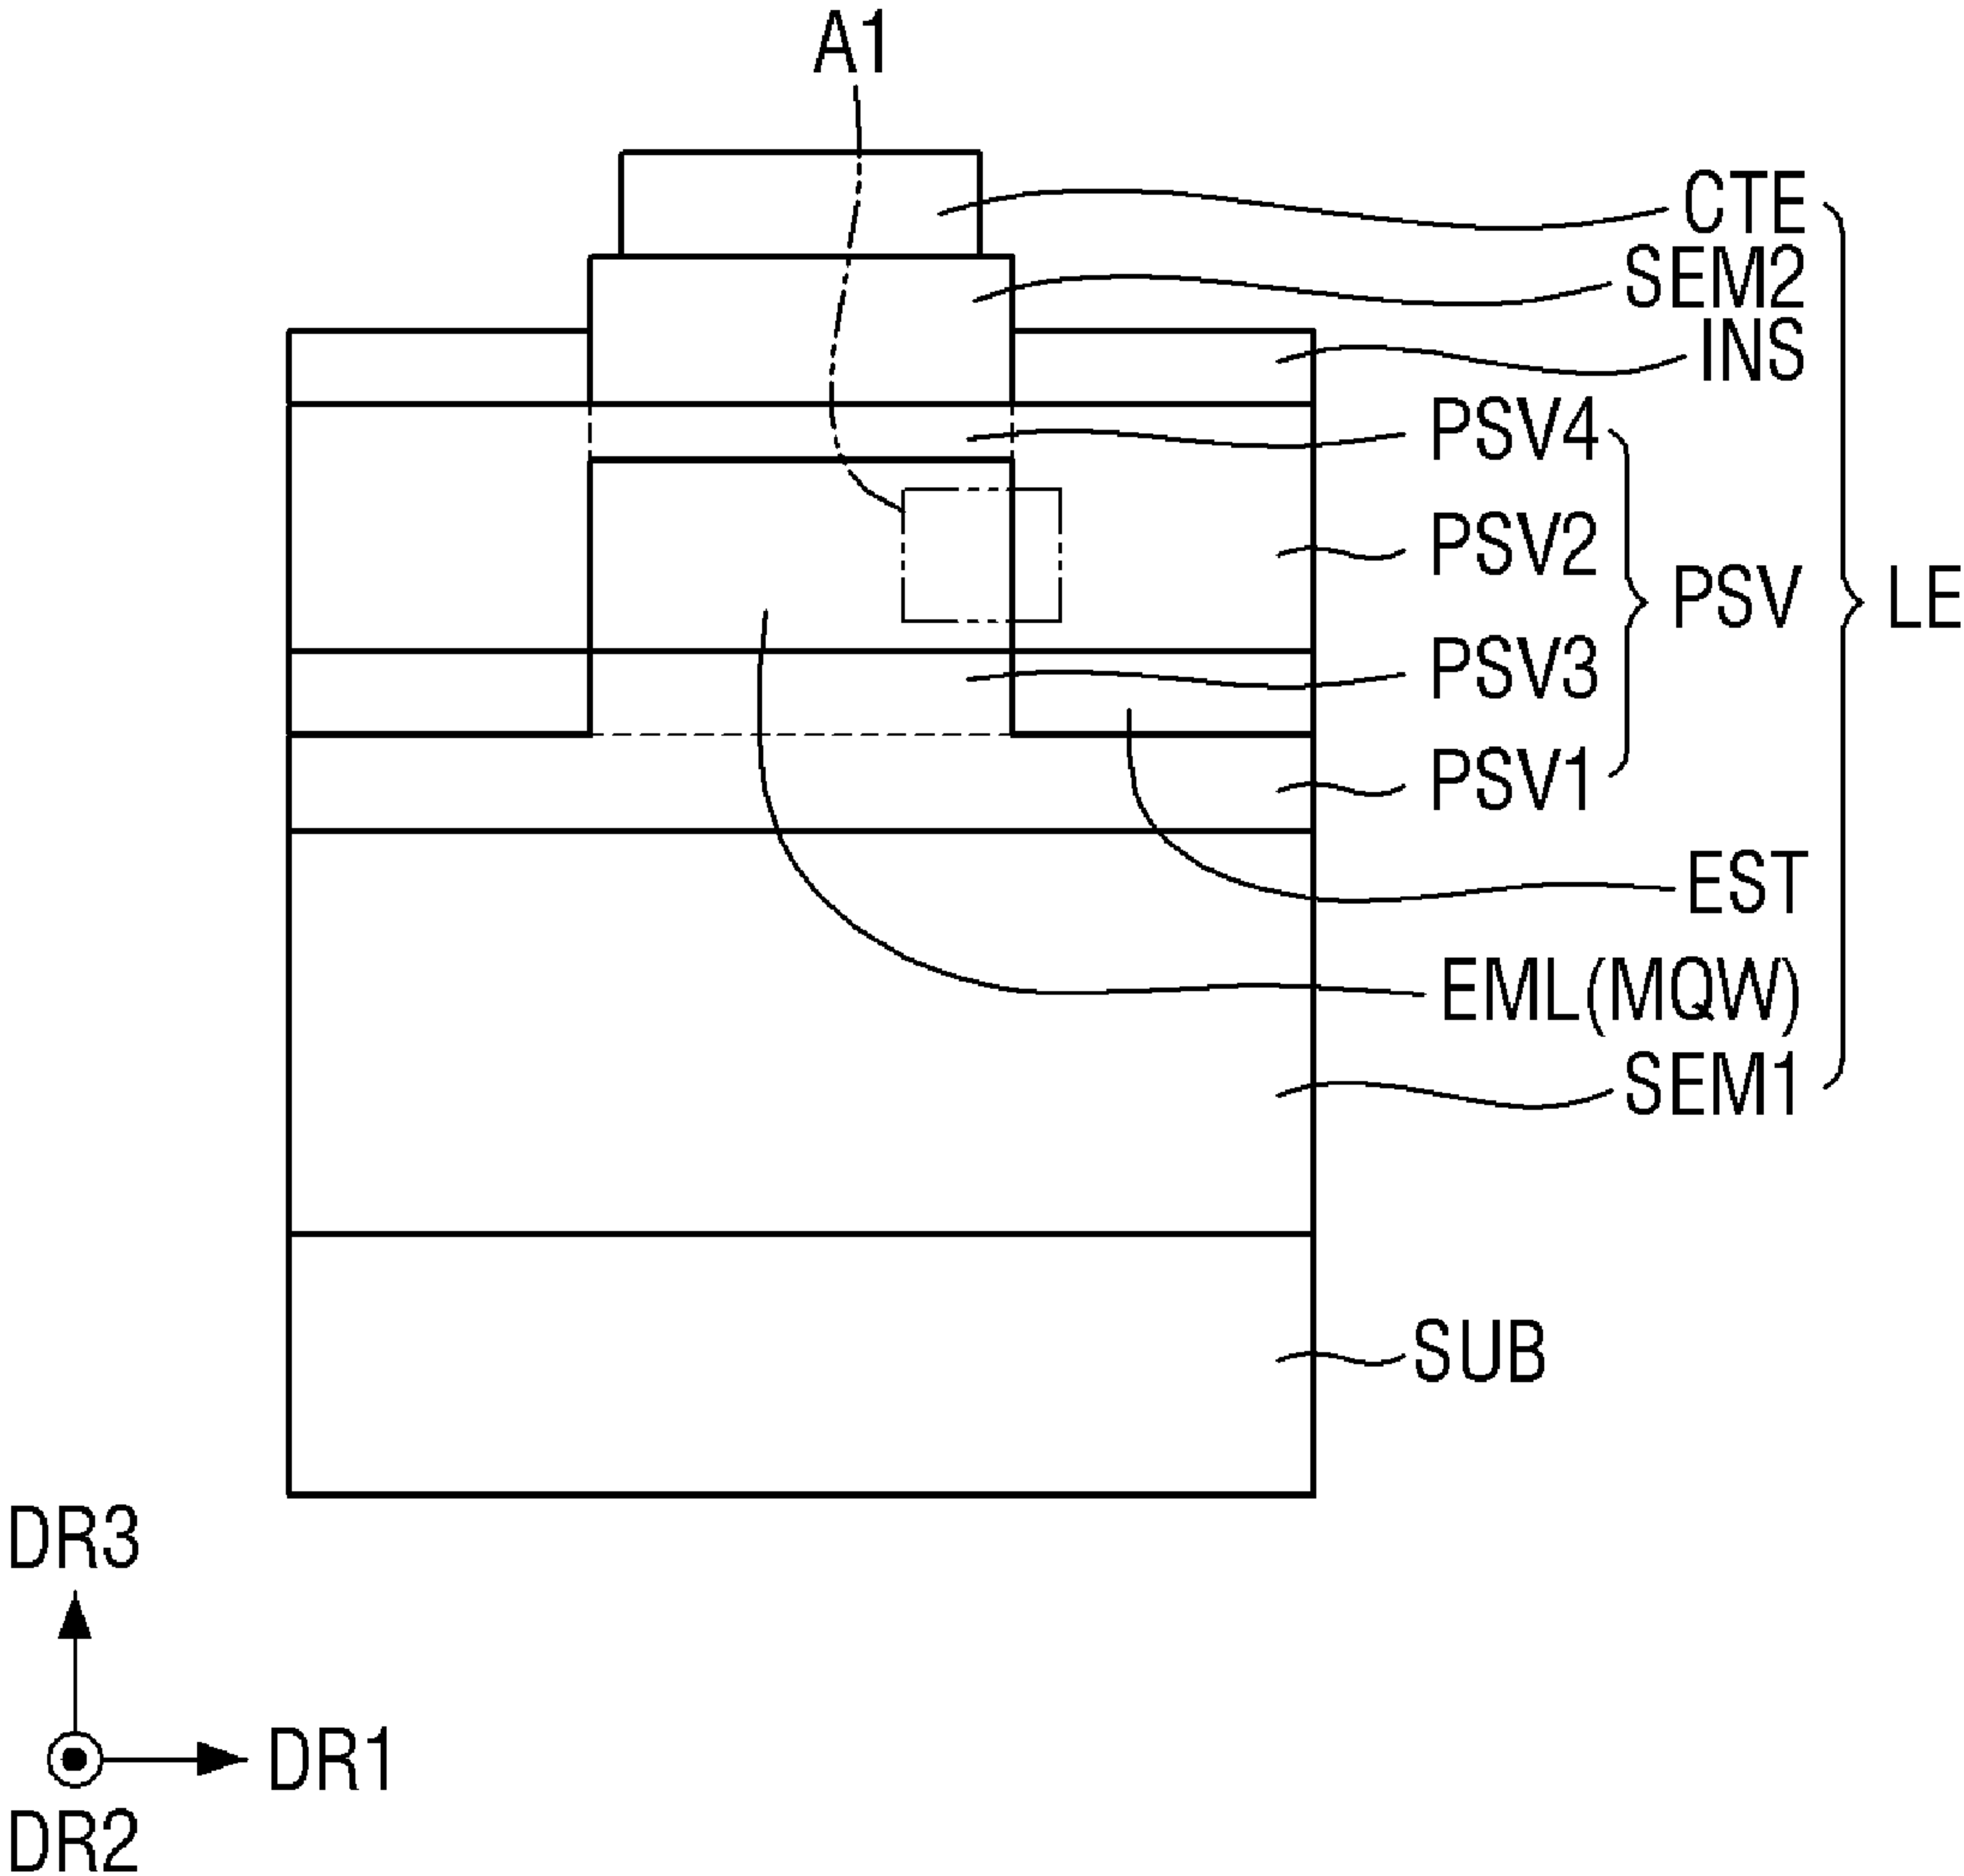 A1
CTE
SEM2
INS
PSV4
PSV2
PSV LE
PSV3
PSV1
EST
EML(MQW)
SEM1
SUB
DR3
DR1
DR2